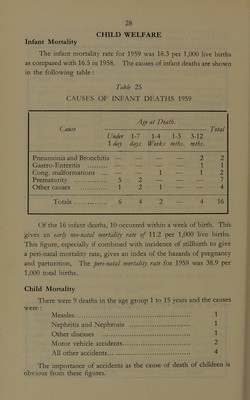 28
CHILD WELFARE
Infant Mortality
The infant mortality rate for 1959 was 18.3 per 1,000 live births
as compared with 16.5 in 1958. The causes of infant deaths are shown
in the following table :
Table 25
CAUSES OF INFANT DEATHS 1959
Cause Age at Death. Total
Under 1 day 1-7 days 1-4 Weeks 1-3 mths. 3-12 mths.
Pneumonia and Bronchitis — — — — 2 2
Gastro-Enteritis — — — — 1 1
Cong. malformations — — 1 — 1 2
Prematurity 5 2 — — — 7
Other causes 1 2 1 — — 4
Totals 6 4 2 — 4 16
Of the 16 infant deaths, 10 occurred within a week of birth. This
gives an early neo-natal mortality rate of 11.2 per 1,000 live births.
This figure, especially if combined with incidence of stillbirth to give
a peri-natal mortality rate, gives an index of the hazards of pregnancy
and parturition. The peri-natal mortality rate for 1959 was 38.9 per
1,000 total births.
Child Mortality
There were 9 deaths in the age group 1 to 15 years and the causes
were :
Measles 1
Nephritis and Nephrosis 1
Other diseases 1
Motor vehicle accidents 2
All other accidents 4
The importance of accidents as the cause of death of childeen is
obvious from these figures.